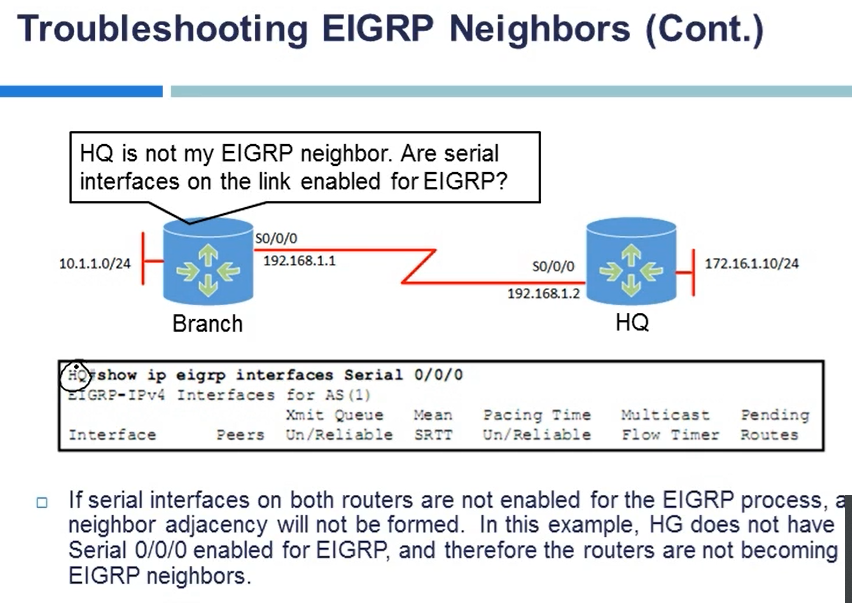 Troubleshooting EIGRP Neighbors (Cont.)
HQ is not my EIGRP neighbor. Are serial
interfaces on the link enabled for EIGRP?
S0/0/0
10.1.1.0/24
192.168.1.1
S0/0/0
172.16.1.10/24
192.168.1.2
Branch
HQ
HQ#show ip eigrp interfaces Serial 0/0/0
EIGRP-IPv4 Interfaces for AS(1)
Xmit Queue Mean Pacing Time Multicast Pending
Interface Peers Un/Reliable SRTT Un/Reliable Flow Timer Routes
If serial interfaces on both routers are not enabled for the EIGRP process, a
neighbor adjacency will not be formed. In this example, HG does not have
Serial 0/0/0 enabled for EIGRP, and therefore the routers are not becoming
EIGRP neighbors.